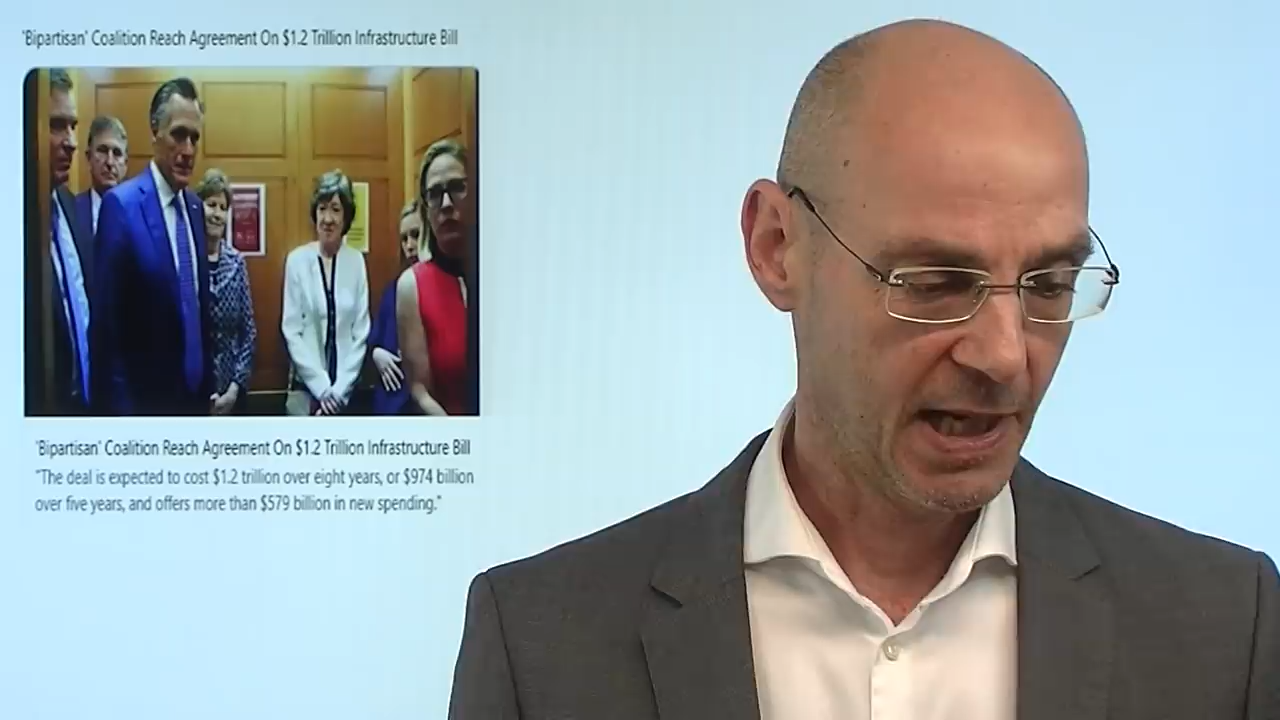 'Bipartisan' Coalition Reach Agreement On $1.2 Trillion Infrastructure Bill
'Bipartisan' Coalition Reach Agreement On $1.2 Trillion Infrastructure Bill
"The deal is expected to cost $1.2 trillion over eight years, or $974 billion
over five years, and offers more than $579 billion in new spending."